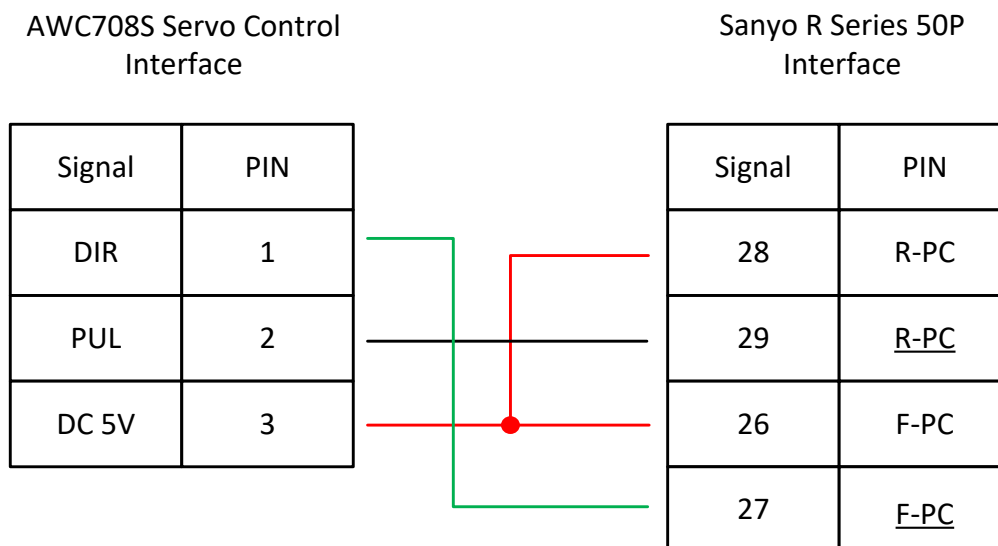 AWC708S Servo Control
Interface
Sanyo R Series 50P
Interface
Signal PIN
DIR 1
PUL 2
DC 5V 3
Signal PIN
28 R-PC
29 R-PC
26 F-PC
27 F-PC